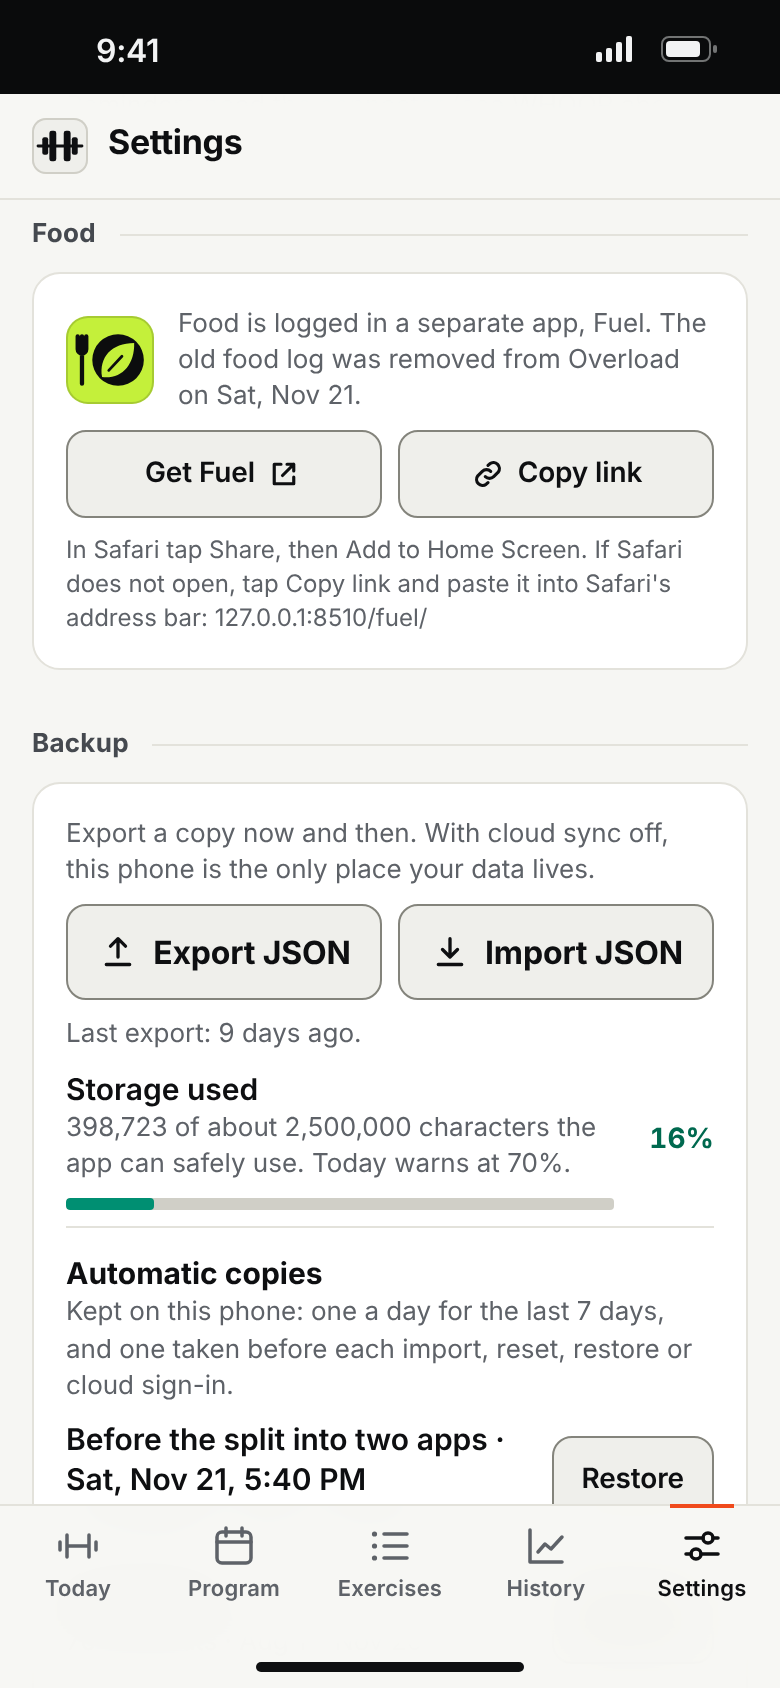 9:41
Settings
Food
Food is logged in a separate app, Fuel. The
old food log was removed from Overload
on Sat, Nov 21.
Get Fuel
Copy link
In Safari tap Share, then Add to Home Screen. If Safari
does not open, tap Copy link and paste it into Safari's
address bar: 127.0.0.1:8510/fuel/
Backup
Export a copy now and then. With cloud sync off,
this phone is the only place your data lives.
Export JSON
Import JSON
Last export: 9 days ago.
Storage used
398,723 of about 2,500,000 characters the
app can safely use. Today warns at 70%.
16%
Automatic copies
Kept on this phone: one a day for the last 7 days,
and one taken before each import, reset, restore or
cloud sign-in.
Before the split into two apps ·
Sat, Nov 21, 5:40 PM
Restore
Today
Program
Exercises
History
Settings